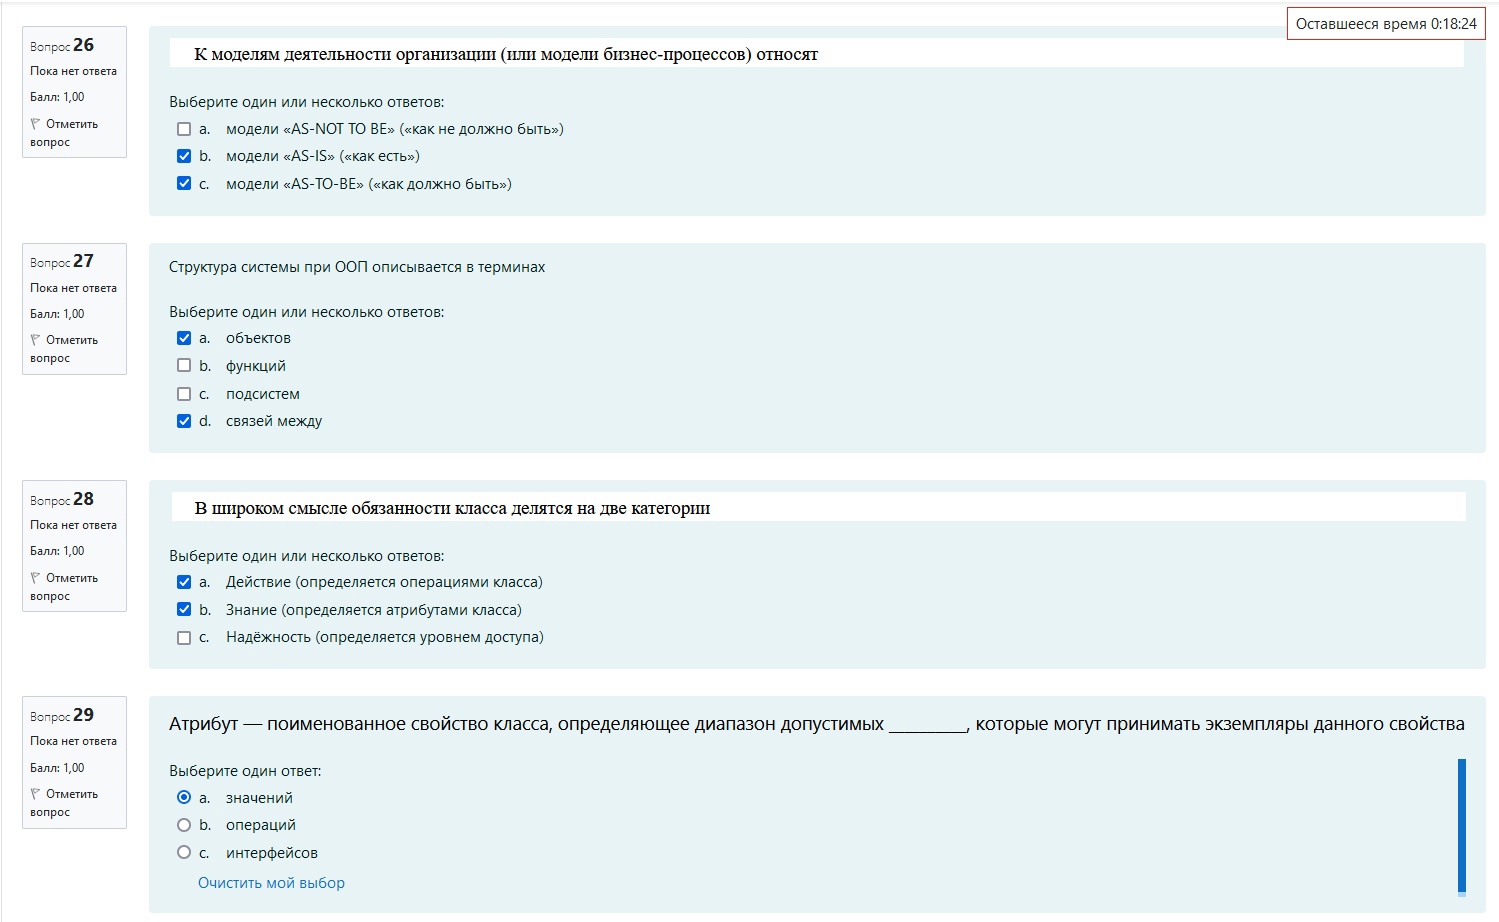 Оставшееся время 0:18:24
Вопрос 26
Пока нет ответа
Балл: 1,00
Отметить
вопрос
К моделям деятельности организации (или модели бизнес-процессов) относят
Выберите один или несколько ответов:
a. модели «AS-NOT TO BE» («как не должно быть»)
b. модели «AS-IS» («как есть»)
c. модели «AS-TO-BE» («как должно быть»)
Вопрос 27
Пока нет ответа
Балл: 1,00
Отметить
вопрос
Структура системы при ООП описывается в терминах
Выберите один или несколько ответов:
a. объектов
b. функций
c. подсистем
d. связей между
Вопрос 28
Пока нет ответа
Балл: 1,00
Отметить
вопрос
В широком смысле обязанности класса делятся на две категории
Выберите один или несколько ответов:
a. Действие (определяется операциями класса)
b. Знание (определяется атрибутами класса)
c. Надёжность (определяется уровнем доступа)
Вопрос 29
Пока нет ответа
Балл: 1,00
Отметить
вопрос
Атрибут — поименованное свойство класса, определяющее диапазон допустимых _________, которые могут принимать экземпляры данного свойства
Выберите один ответ:
a. значений
b. операций
c. интерфейсов
Очистить мой выбор